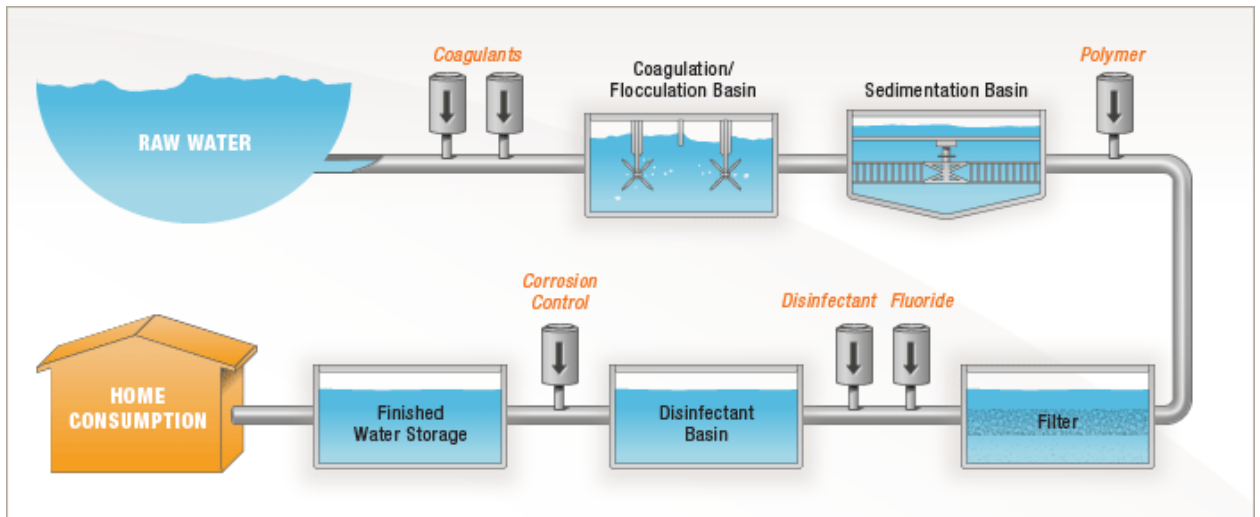 Coagulants
Coagulation/
Flocculation Basin
Sedimentation Basin
Polymer
RAW WATER
Corrosion
Control
Disinfectant
Fluoride
HOME
CONSUMPTION
Finished
Water Storage
Disinfectant
Basin
Filter